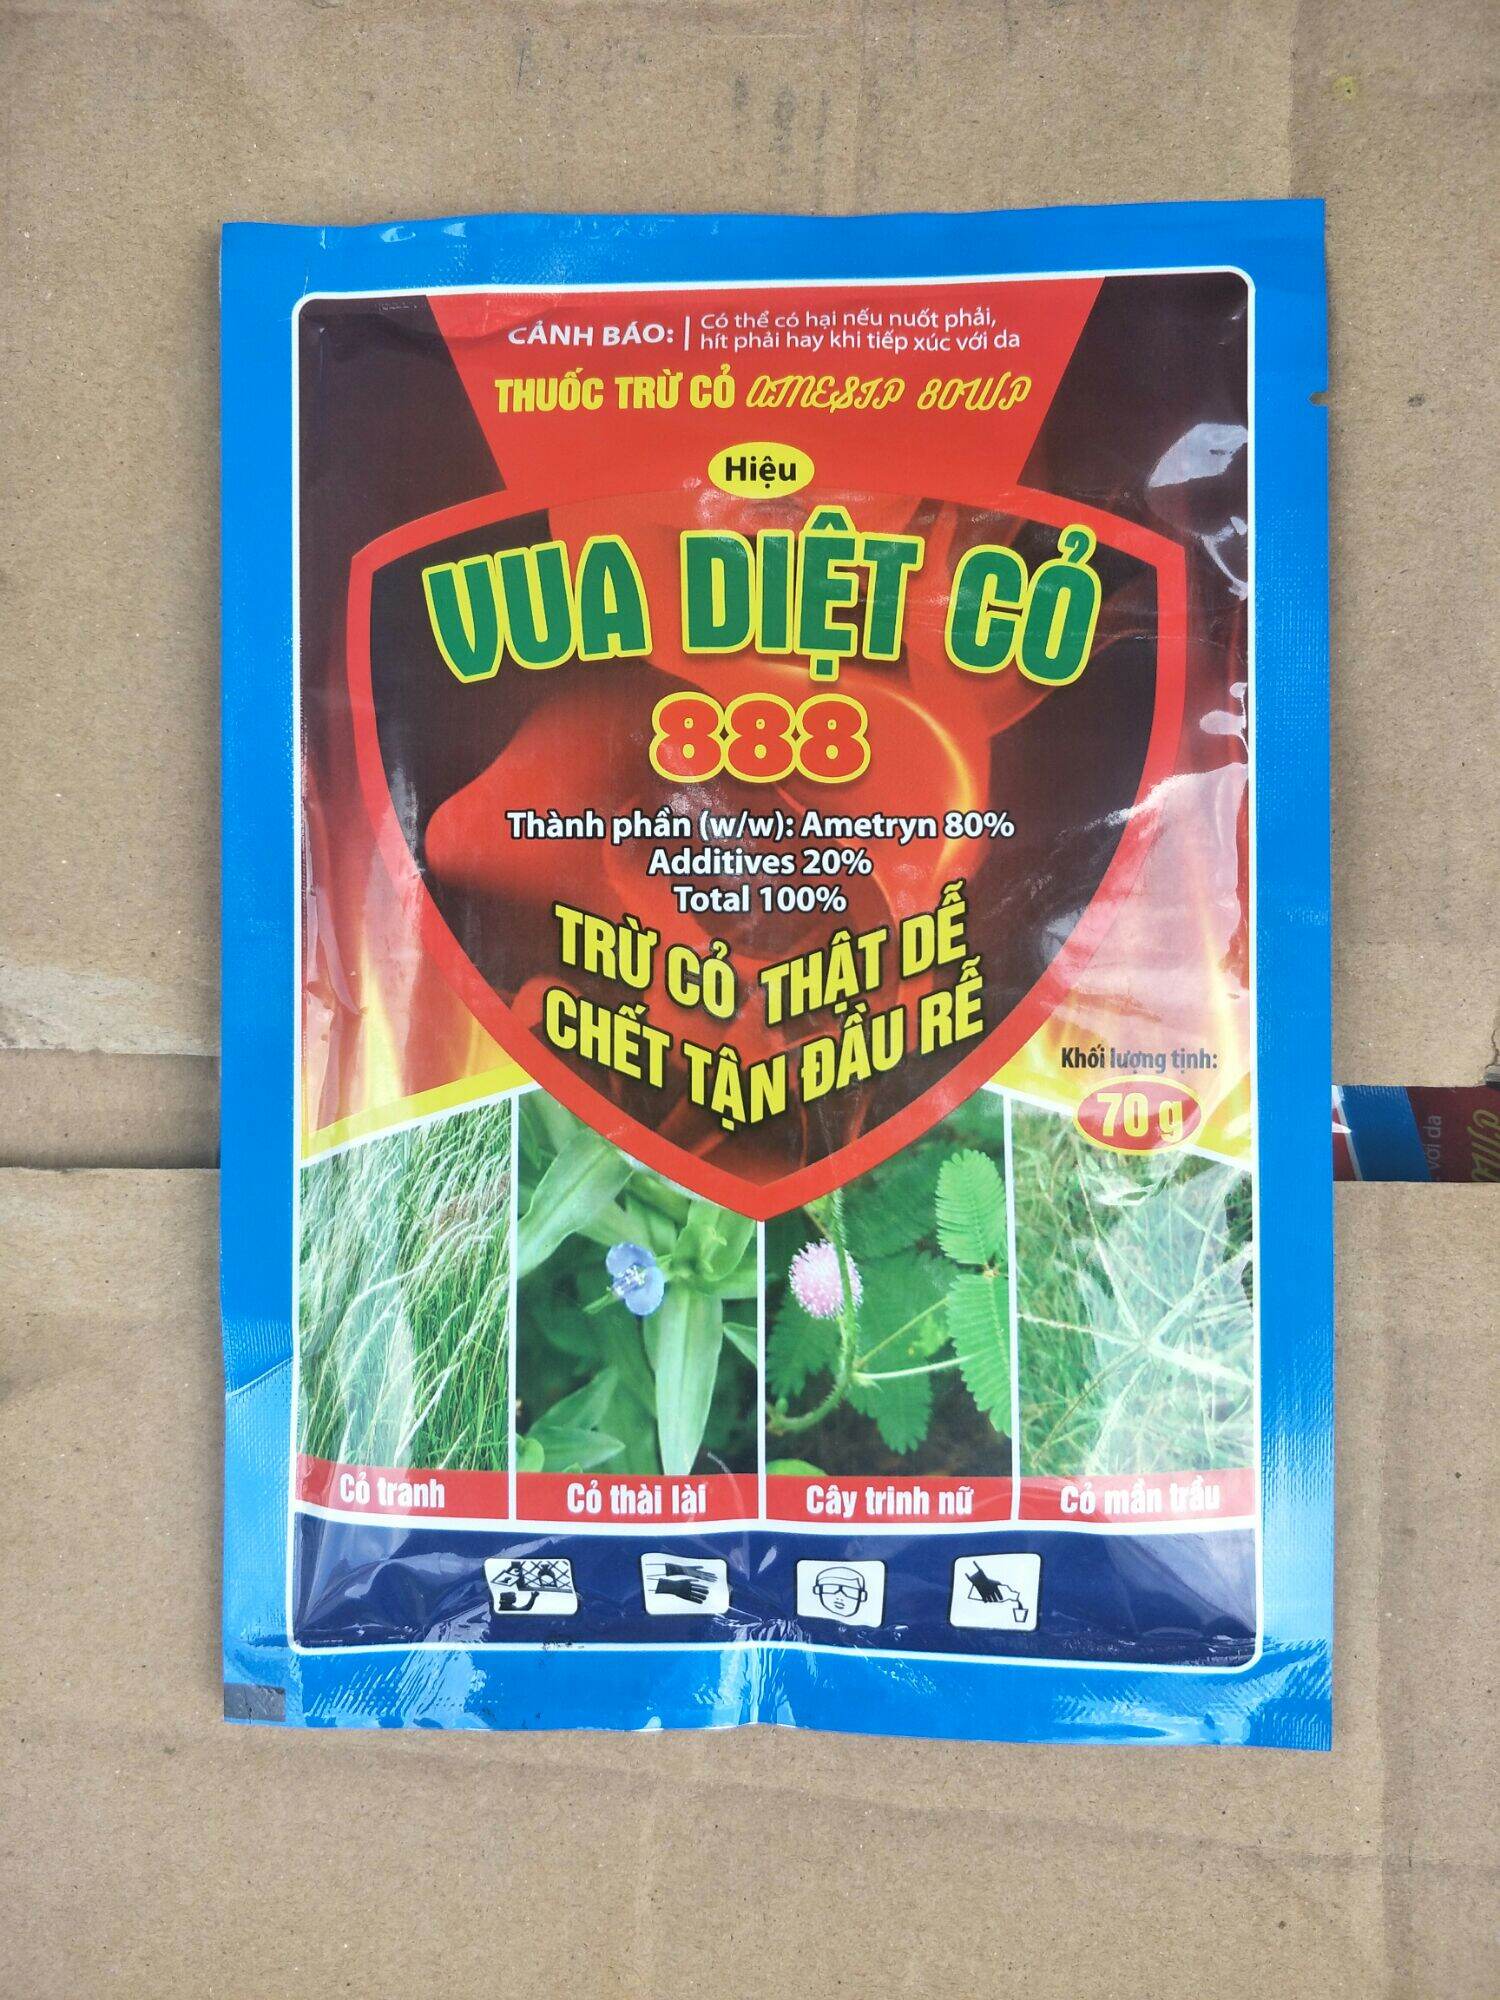 CẢNH BÁO: Có thể có hại nếu nuốt phải,
hít phải hay khi tiếp xúc với da
THUỐC TRỪ CỎ AMESIP 80WP
Hiệu
VUA DIỆT CỎ
888
Thành phần (w/w): Ametryn 80%
Additives 20%
Total 100%
TRỪ CỎ THẬT DỄ
CHẾT TẬN ĐẦU RỄ
Khối lượng tịnh:
70 g
Cỏ tranh
Cỏ thài lài
Cây trinh nữ
Cỏ mần trầu
với da